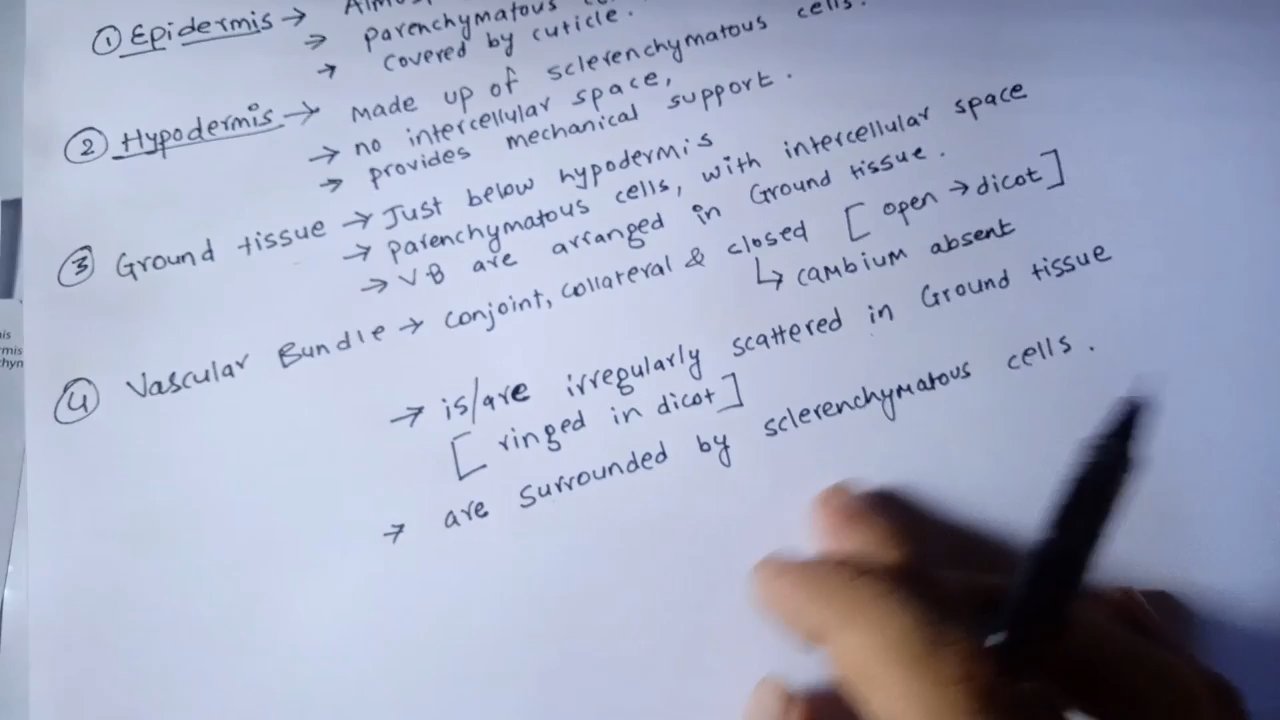 ① Epidermis →
→ parenchymatous
→ covered by cuticle.
② Hypodermis → made up of sclerenchymatous cells.
→ no intercellular space,
→ provides mechanical support.
③ Ground tissue → Just below hypodermis
→ parenchymatous cells, with intercellular space
→ VB are arranged in Ground tissue.
④ Vascular Bundle → conjoint, collateral & closed [open → dicot]
↳ cambium absent
→ is/are irregularly scattered in Ground tissue
[ringed in dicot]
→ are surrounded by sclerenchymatous cells.